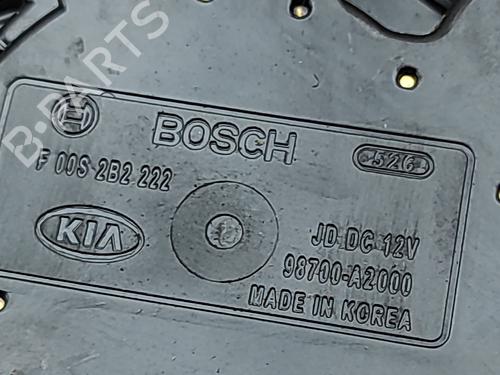 B-PARTS
BOSCH
526
F 00S 2B2 222
KIA
JD DC 12V
98700-A2000
MADE IN KOREA